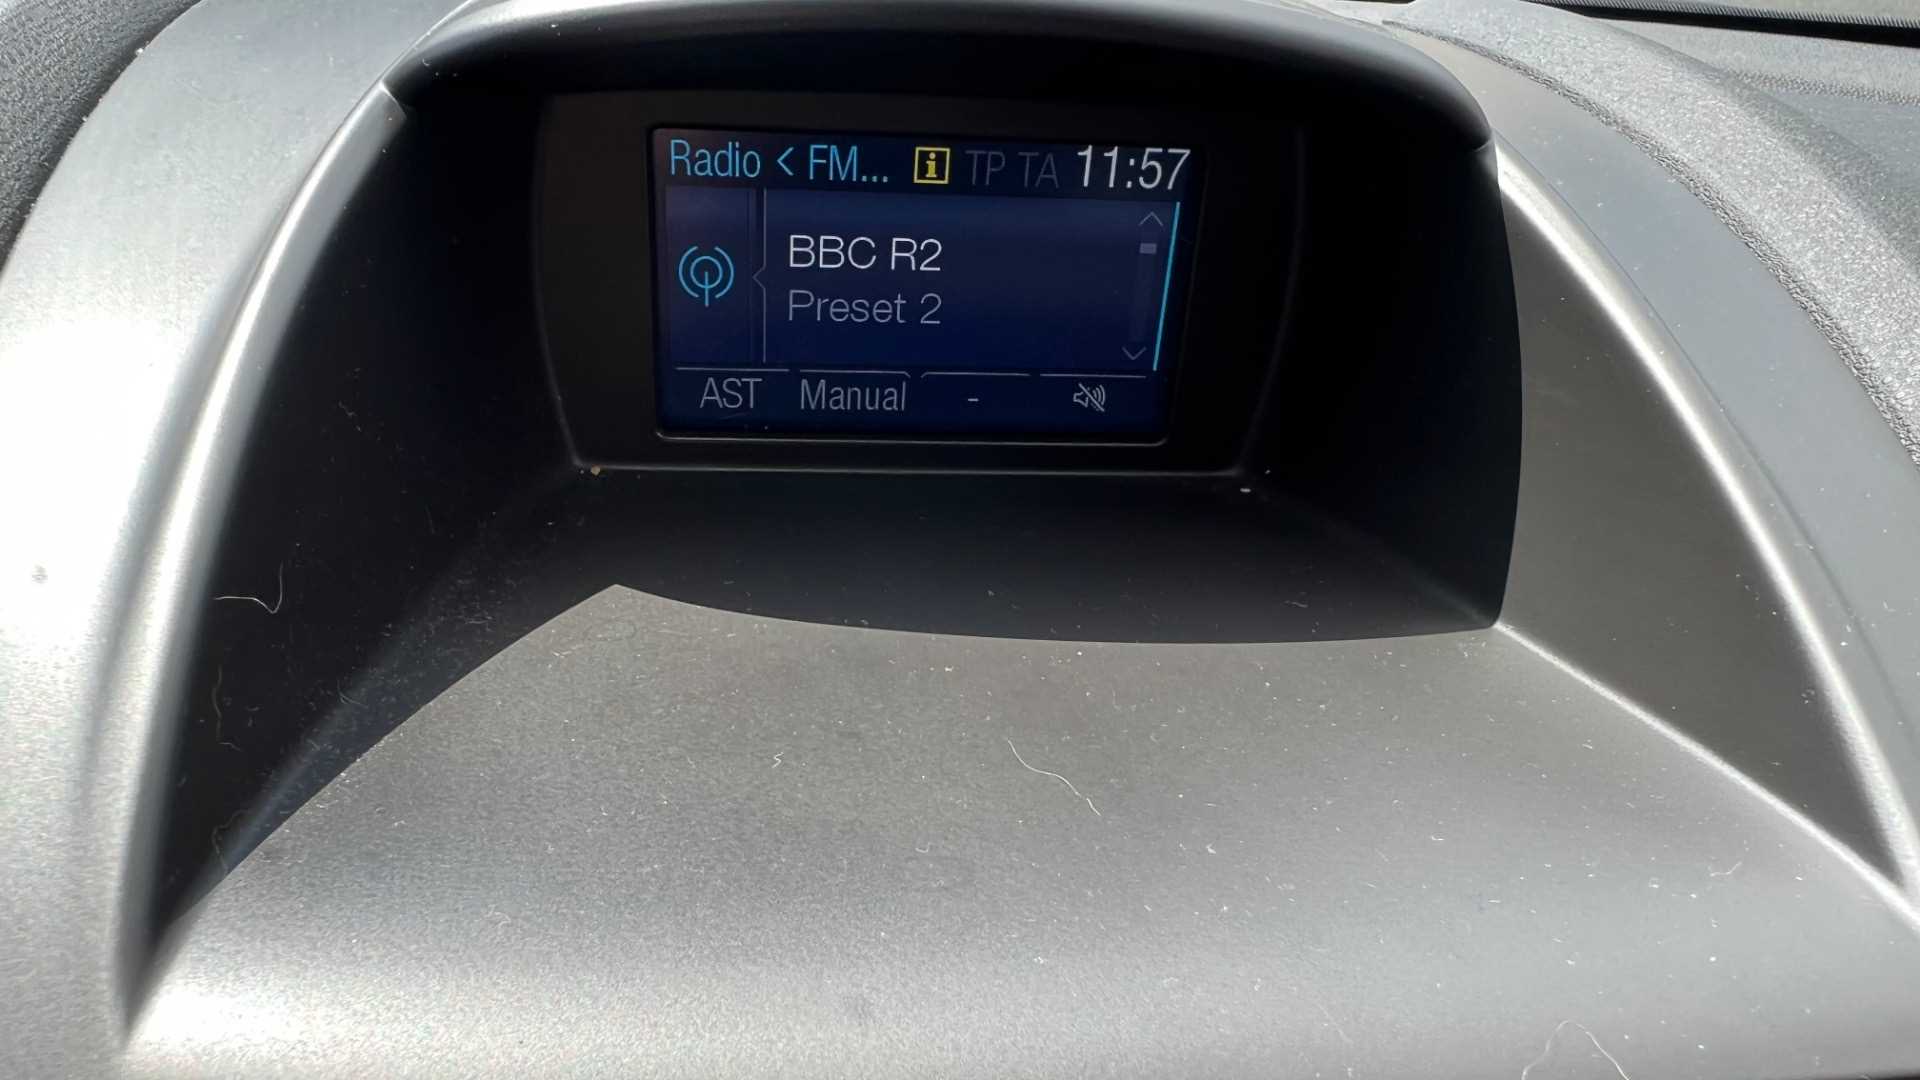 Radio < FM... i TP TA 11:57
BBC R2
Preset 2
AST Manual -